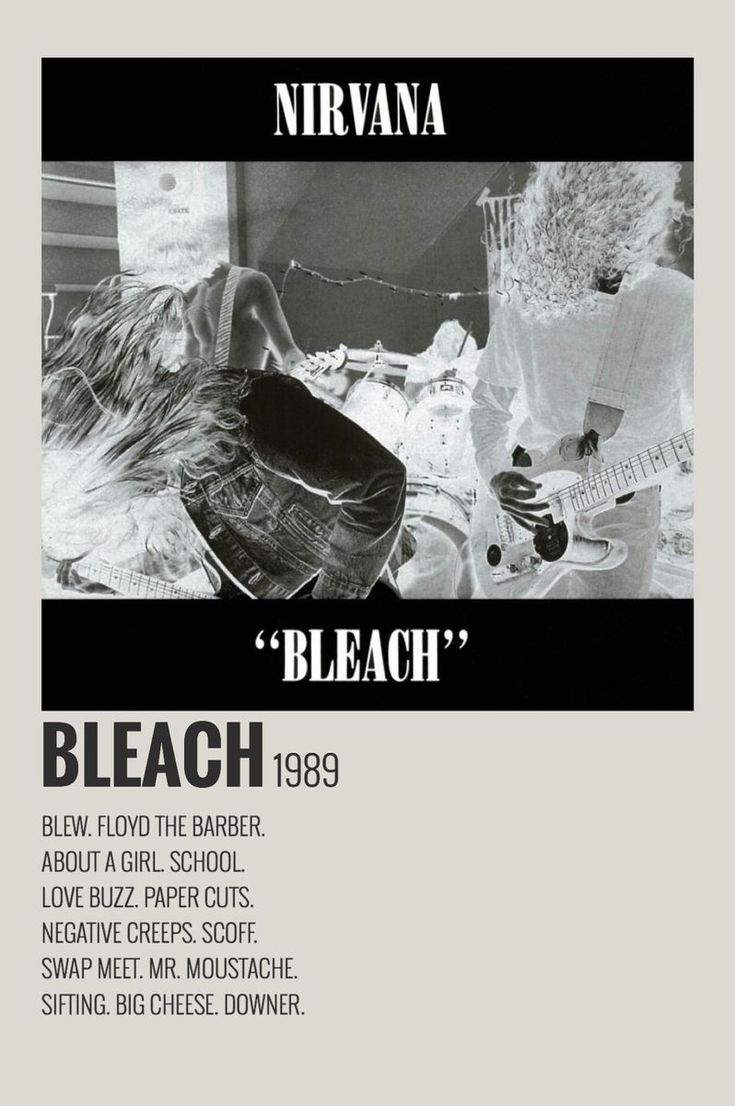 NIRVANA
“BLEACH”
BLEACH 1989
BLEW. FLOYD THE BARBER.
ABOUT A GIRL. SCHOOL.
LOVE BUZZ. PAPER CUTS.
NEGATIVE CREEPS. SCOFF.
SWAP MEET. MR. MOUSTACHE.
SIFTING. BIG CHEESE. DOWNER.